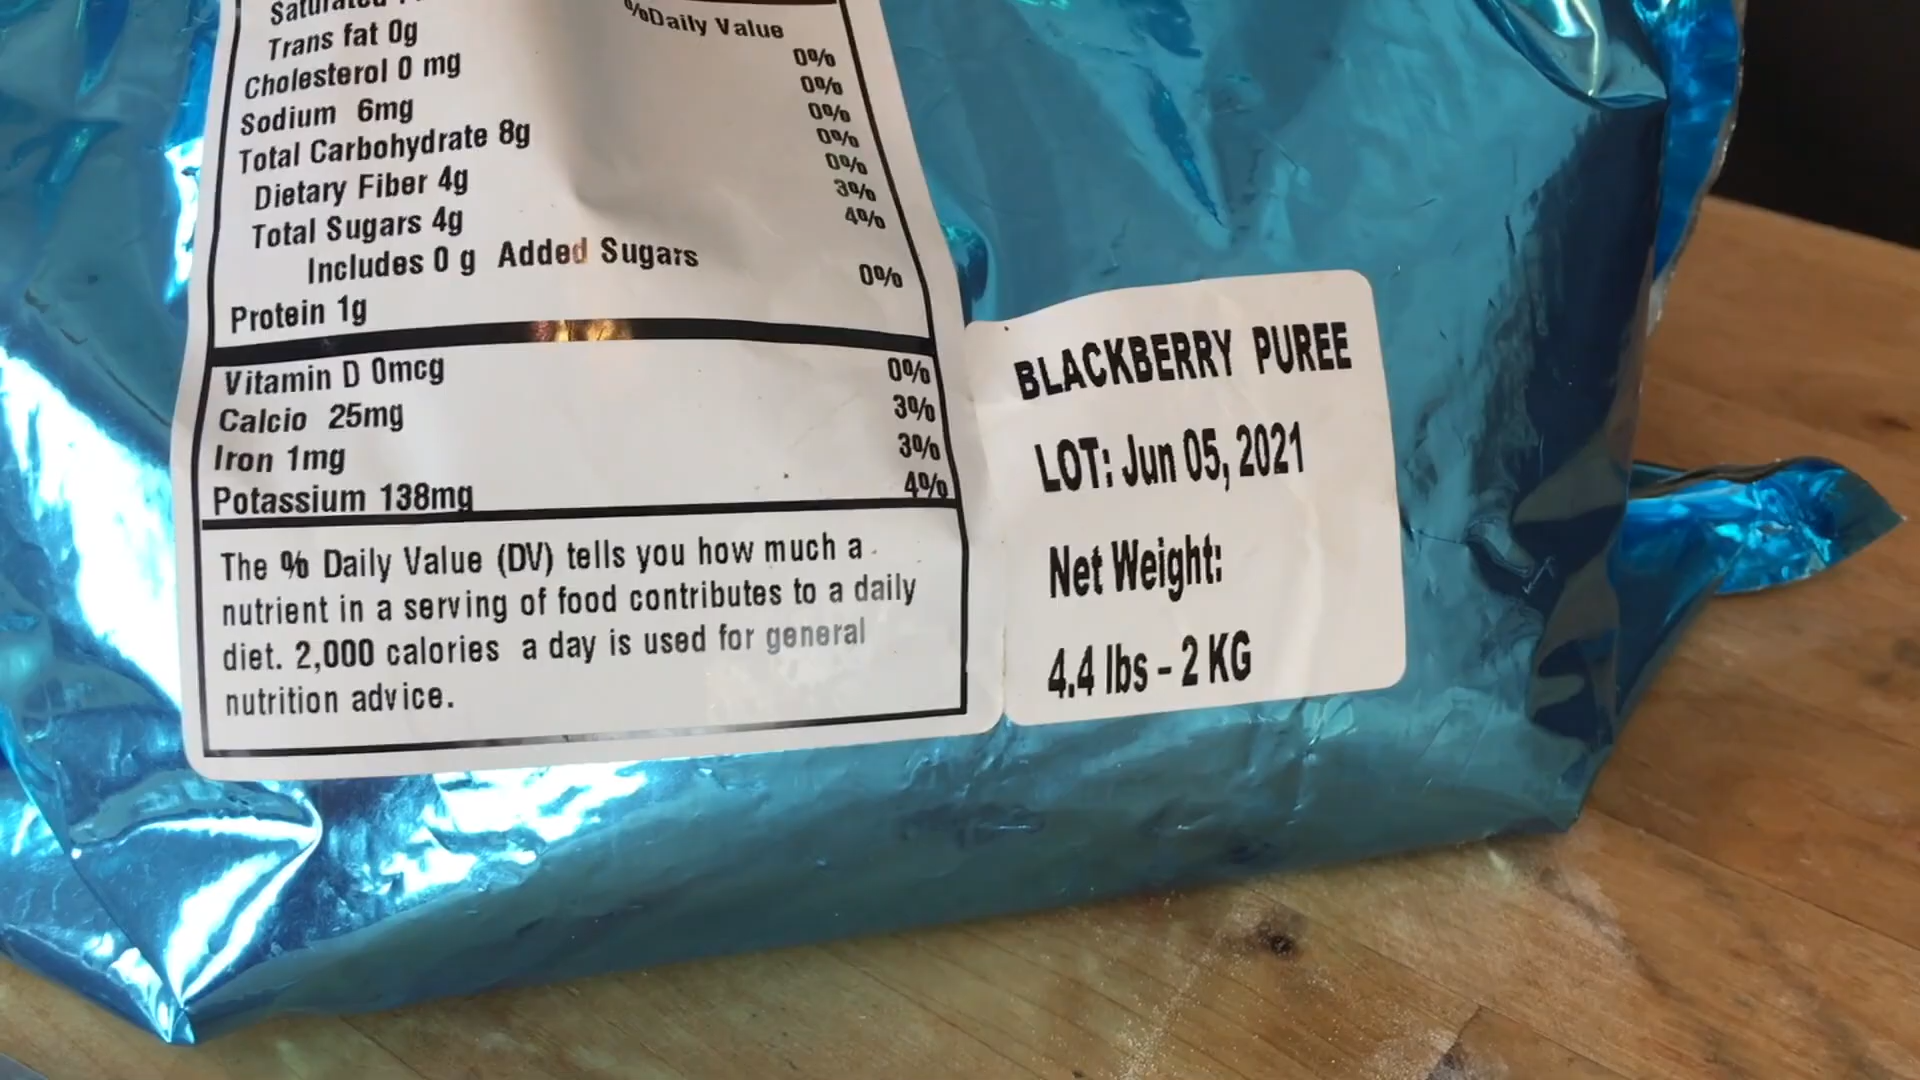 %Daily Value
Trans fat 0g 0%
Cholesterol 0 mg 0%
Sodium 6mg 0%
Total Carbohydrate 8g 0%
Dietary Fiber 4g 0%
Total Sugars 4g 3%
4%
Includes 0 g Added Sugars 0%
Protein 1g
Vitamin D 0mcg 0%
Calcio 25mg 3%
Iron 1mg 3%
Potassium 138mg 4%
The % Daily Value (DV) tells you how much a
nutrient in a serving of food contributes to a daily
diet. 2,000 calories a day is used for general
nutrition advice.
BLACKBERRY PUREE
LOT: Jun 05, 2021
Net Weight:
4.4 lbs - 2 KG